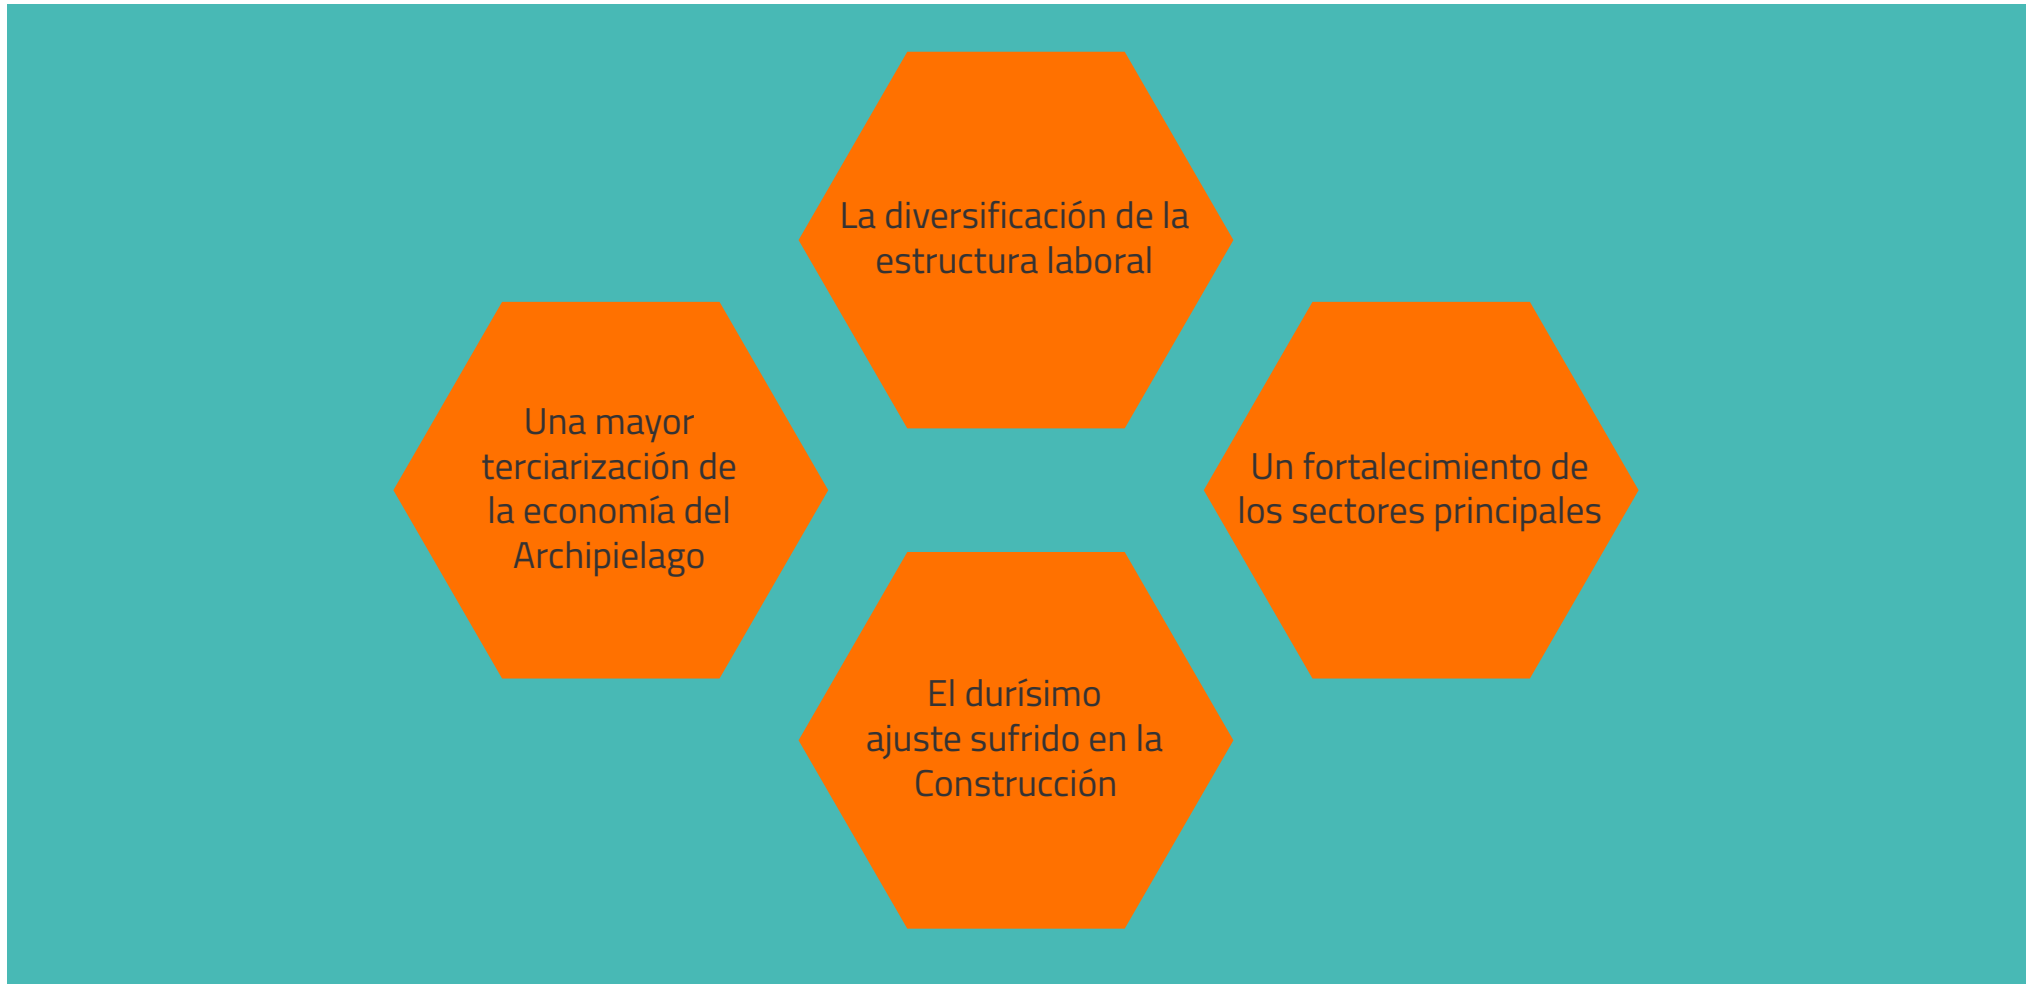 La diversificación de la
estructura laboral
Una mayor
terciarización de
la economía del
Archipielago
Un fortalecimiento de
los sectores principales
El durísimo
ajuste sufrido en la
Construcción